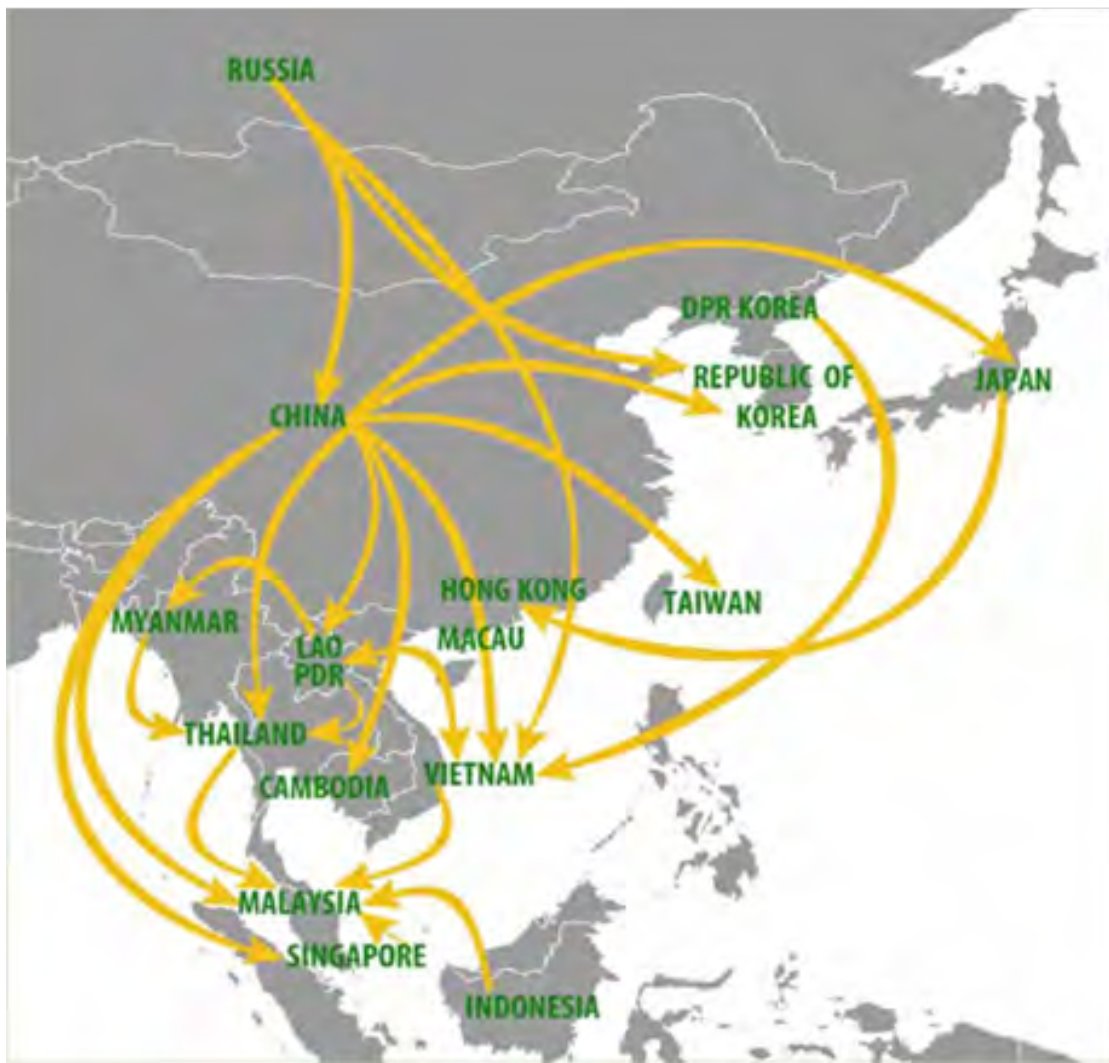 RUSSIA
DPR KOREA
REPUBLIC OF
KOREA
JAPAN
CHINA
HONG KONG
MACAU
TAIWAN
MYANMAR
LAO
PDR
THAILAND
CAMBODIA
VIETNAM
MALAYSIA
SINGAPORE
INDONESIA